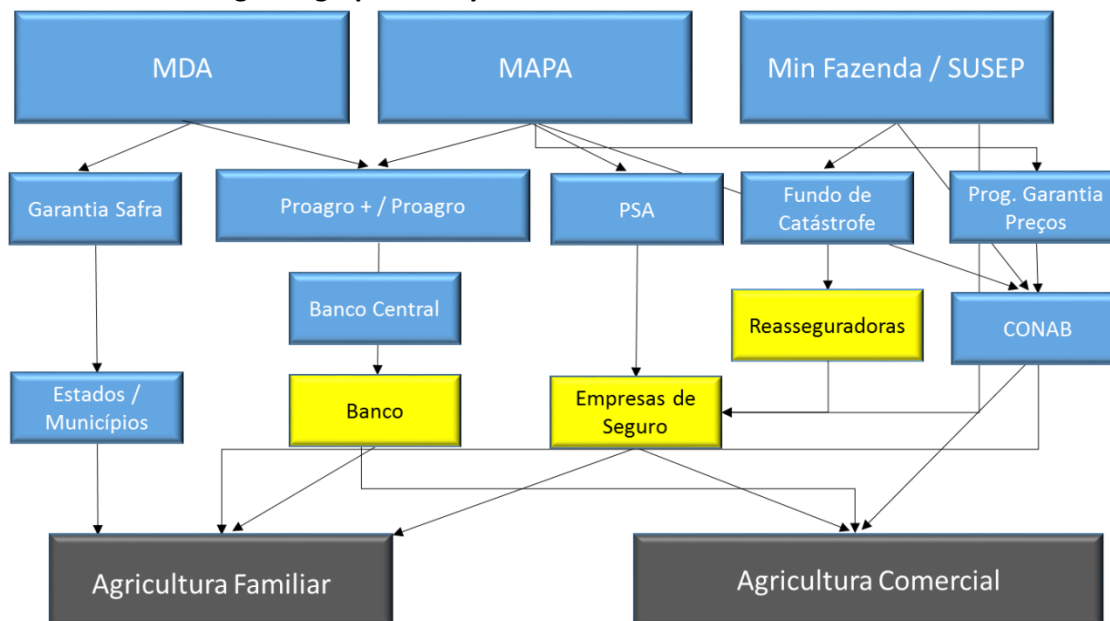 MDA
MAPA
Min Fazenda / SUSEP
Garantia Safra
Proagro + / Proagro
PSA
Fundo de
Catástrofe
Prog. Garantia
Preços
Banco Central
Reasseguradoras
CONAB
Estados /
Municípios
Banco
Empresas de
Seguro
Agricultura Familiar
Agricultura Comercial